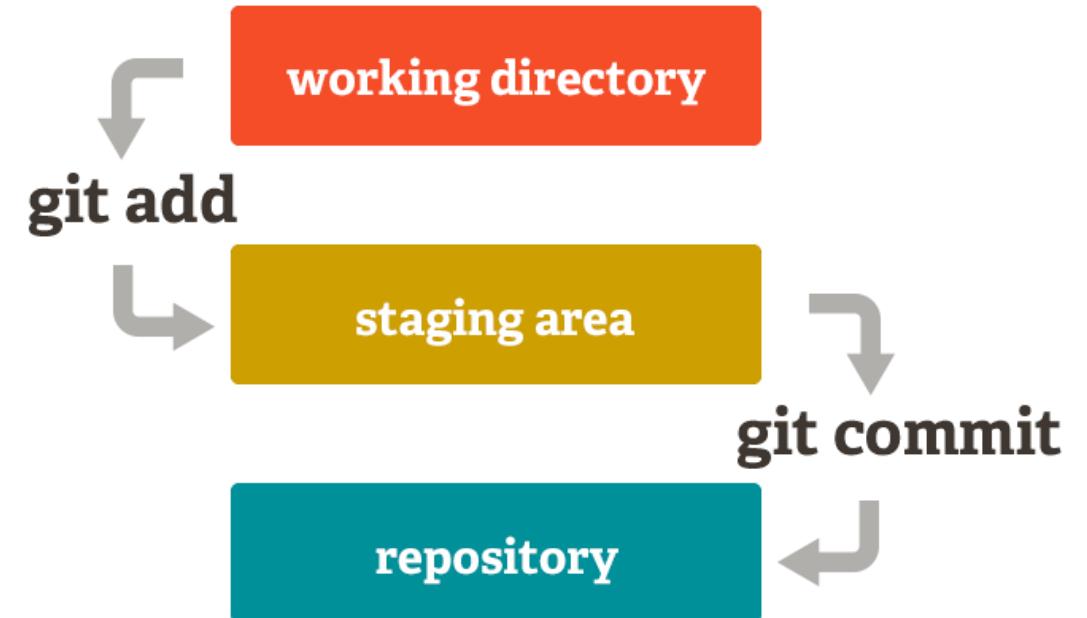 working directory
git add
staging area
git commit
repository